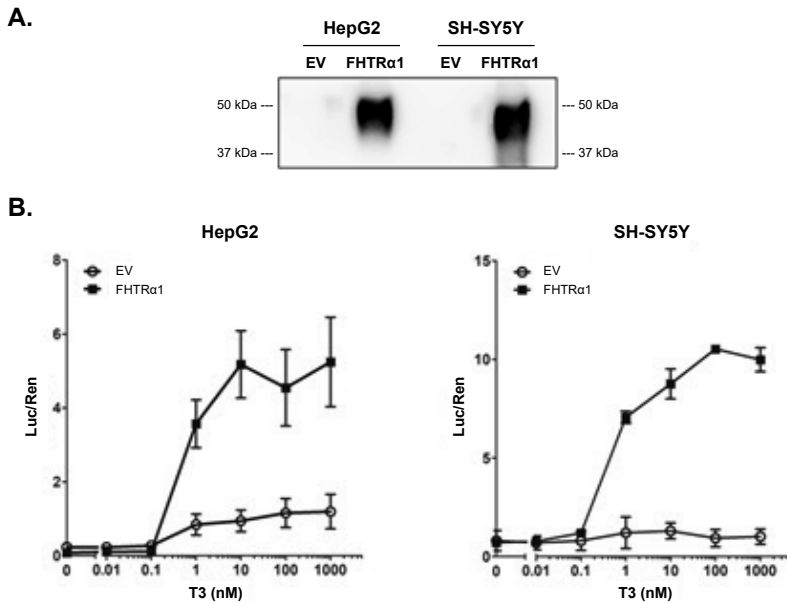 A.
HepG2 SH-SY5Y
EV FHTRα1 EV FHTRα1
50 kDa --- --- 50 kDa
37 kDa --- --- 37 kDa
B.
HepG2
8
6
4
2
0
Luc/Ren
EV
FHTRα1
0 0.01 0.1 1 10 100 1000
T3 (nM)
SH-SY5Y
15
10
5
0
Luc/Ren
EV
FHTRα1
0 0.01 0.1 1 10 100 1000
T3 (nM)